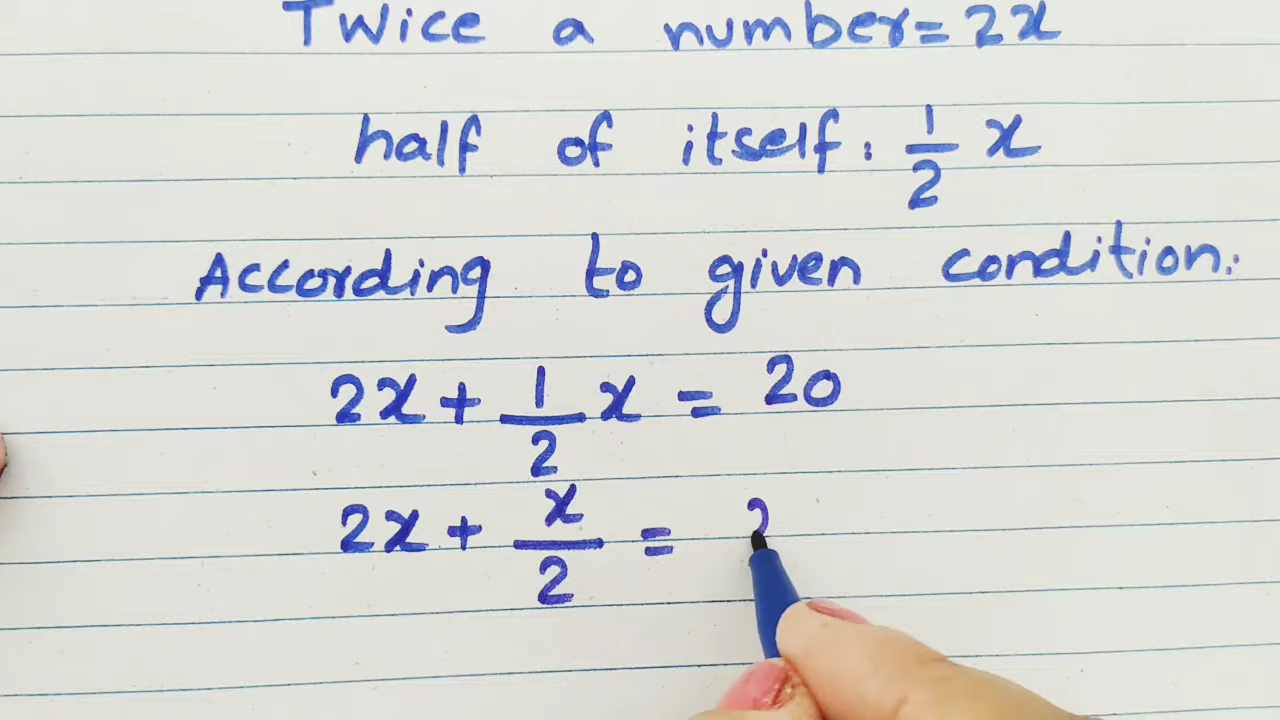 Twice a number = 2x
half of itself: 1/2 x
According to given condition:
2x + 1/2 x = 20
2x + x/2 =